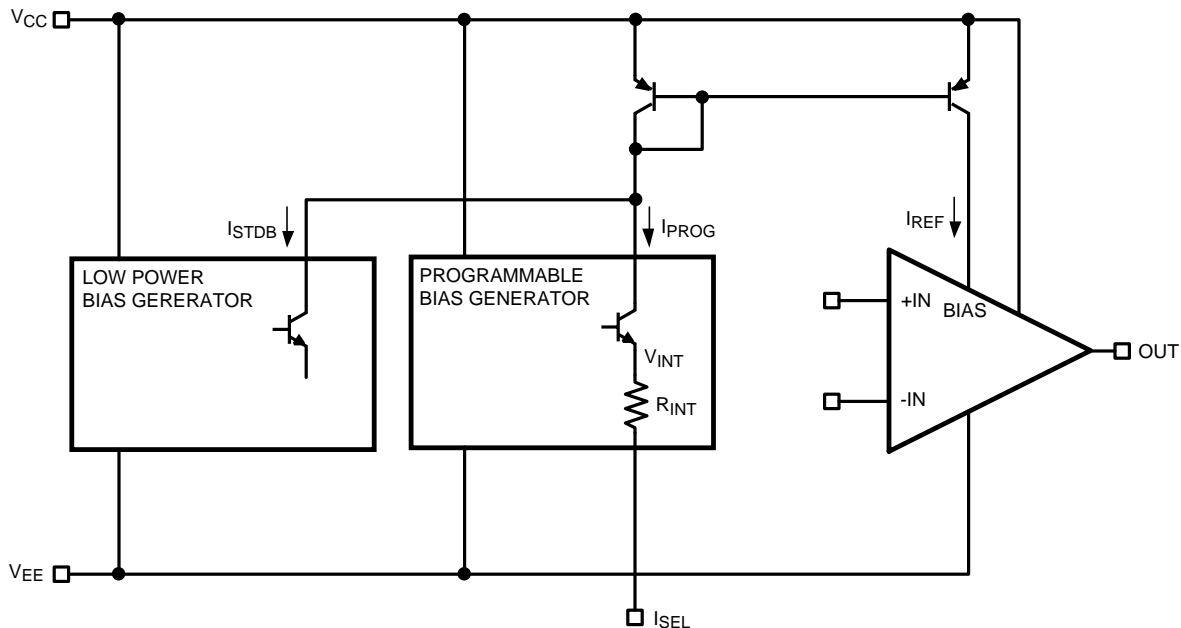 VCC
ISTDB
IPROG
IREF
LOW POWER
BIAS GERERATOR
PROGRAMMABLE
BIAS GENERATOR
VINT
RINT
+IN
BIAS
-IN
OUT
VEE
ISEL